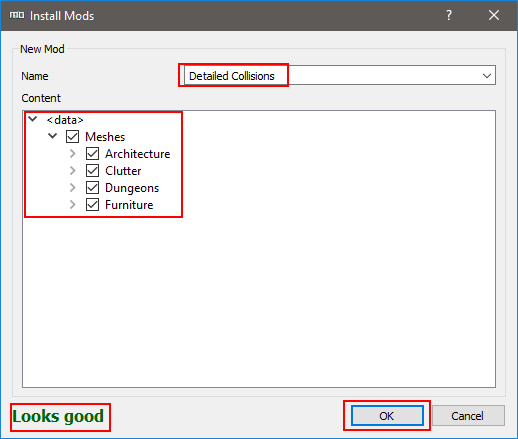 Install Mods
New Mod
Name Detailed Collisions
Content
<data>
Meshes
Architecture
Clutter
Dungeons
Furniture
Looks good OK Cancel